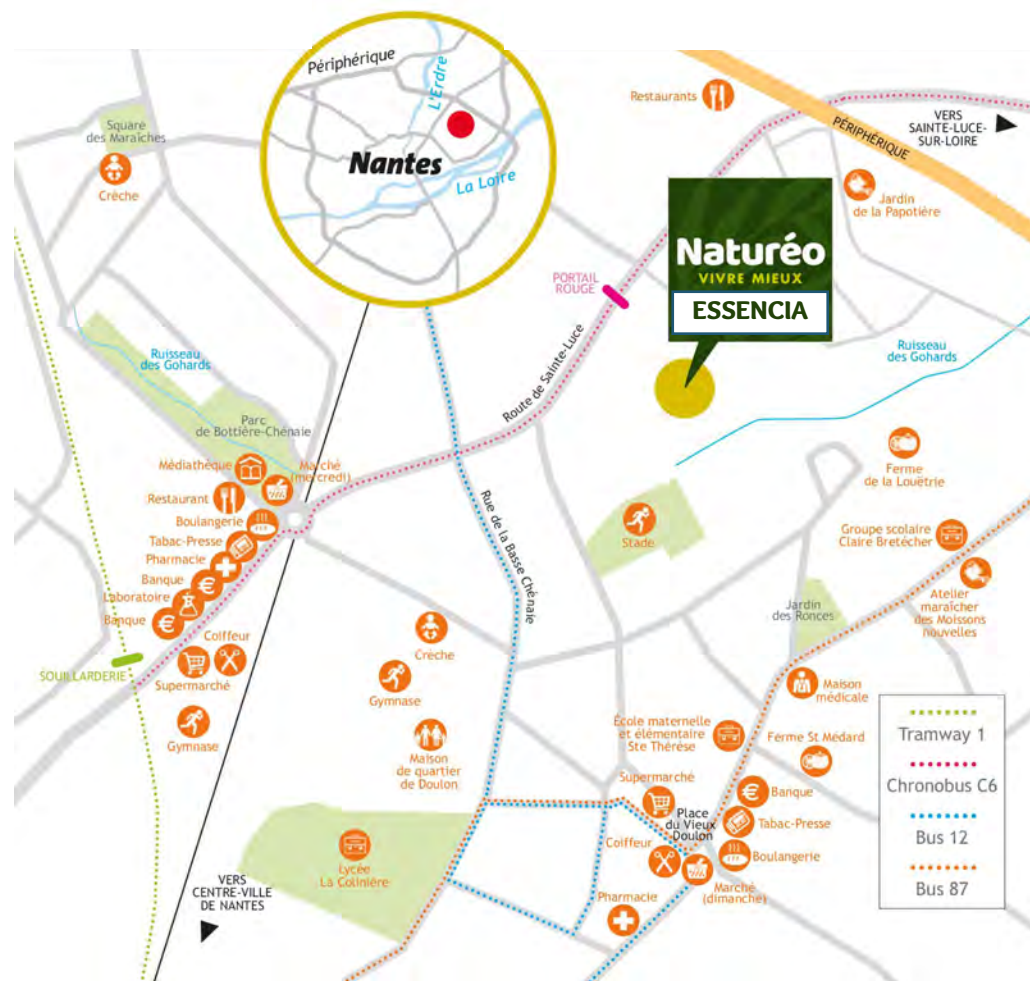 Périphérique
L'Erdre
Nantes
La Loire
Restaurants
VERS
SAINTE-LUCE-
SUR-LOIRE
PÉRIPHÉRIQUE
Square
des Maraîches
Crèche
Jardin
de la Papotière
Naturéo
VIVRE MIEUX
ESSENCIA
PORTAIL
ROUGE
Route de Sainte-Luce
Ruisseau
des Gohards
Ruisseau
des Gohards
Parc
de Bottière-Chénaie
Médiathèque
Marché
(mercredi)
Restaurant
Boulangerie
Tabac-Presse
Pharmacie
Banque
Laboratoire
Banque
Coiffeur
Supermarché
SOUILLARDERIE
Gymnase
Rue de la Basse Chénaie
Stade
Ferme
de la Louëtrie
Groupe scolaire
Claire Bretécher
Atelier
maraîcher
des Moissons
nouvelles
Jardin
des Ronces
Crèche
Gymnase
Maison
de quartier
de Doulon
Maison
médicale
École maternelle
et élémentaire
Ste Thérèse
Ferme St Médard
Supermarché
Place
du Vieux
Doulon
Banque
Tabac-Presse
Boulangerie
Coiffeur
Marché
(dimanche)
Pharmacie
Lycée
La Colinière
VERS
CENTRE-VILLE
DE NANTES
Tramway 1
Chronobus C6
Bus 12
Bus 87